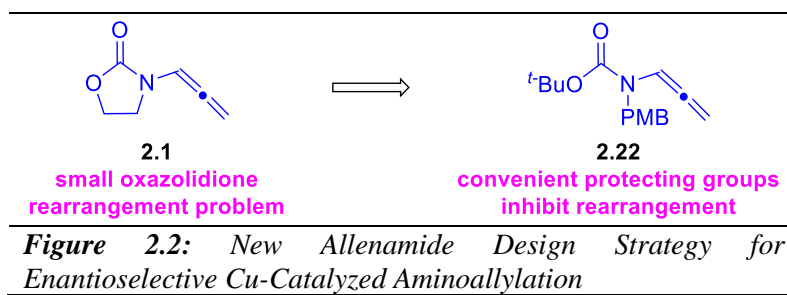 O
O
N
2.1
small oxazolidione
rearrangement problem
O
t-BuO
N
PMB
2.22
convenient protecting groups
inhibit rearrangement
Figure 2.2: New Allenamide Design Strategy for
Enantioselective Cu-Catalyzed Aminoallylation